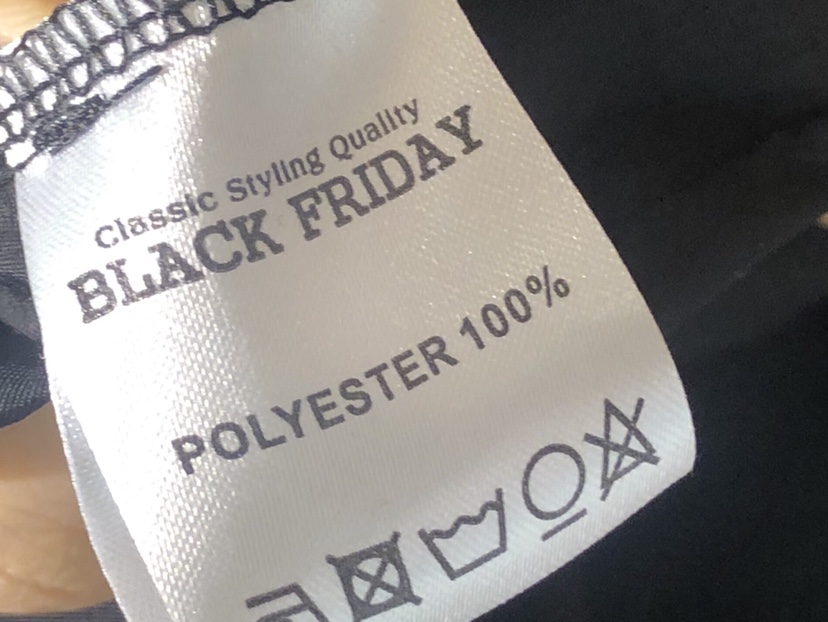 Classic Styling Quality
BLACK FRIDAY
POLYESTER 100%